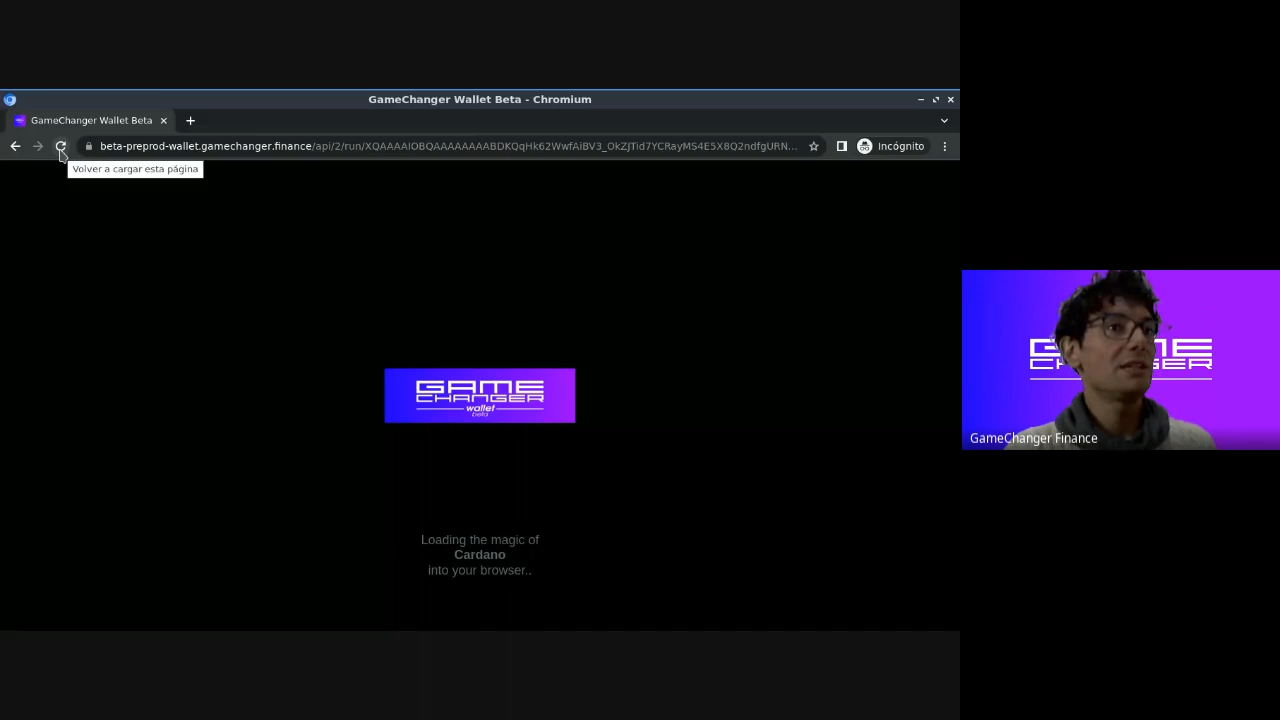 GameChanger Wallet Beta - Chromium
GameChanger Wallet Beta
beta-preprod-wallet.gamechanger.finance/api/2/run/XQAAAAIOBQAAAAAAAABDKQqHk62WwfAiBV3_OkZJTid7YCRayMS4E5X8Q2ndfgURN...
Incógnito
Volver a cargar esta página
GAME
CHANGER
wallet
beta
Loading the magic of
Cardano
into your browser..
GAME
CHANGER
GameChanger Finance